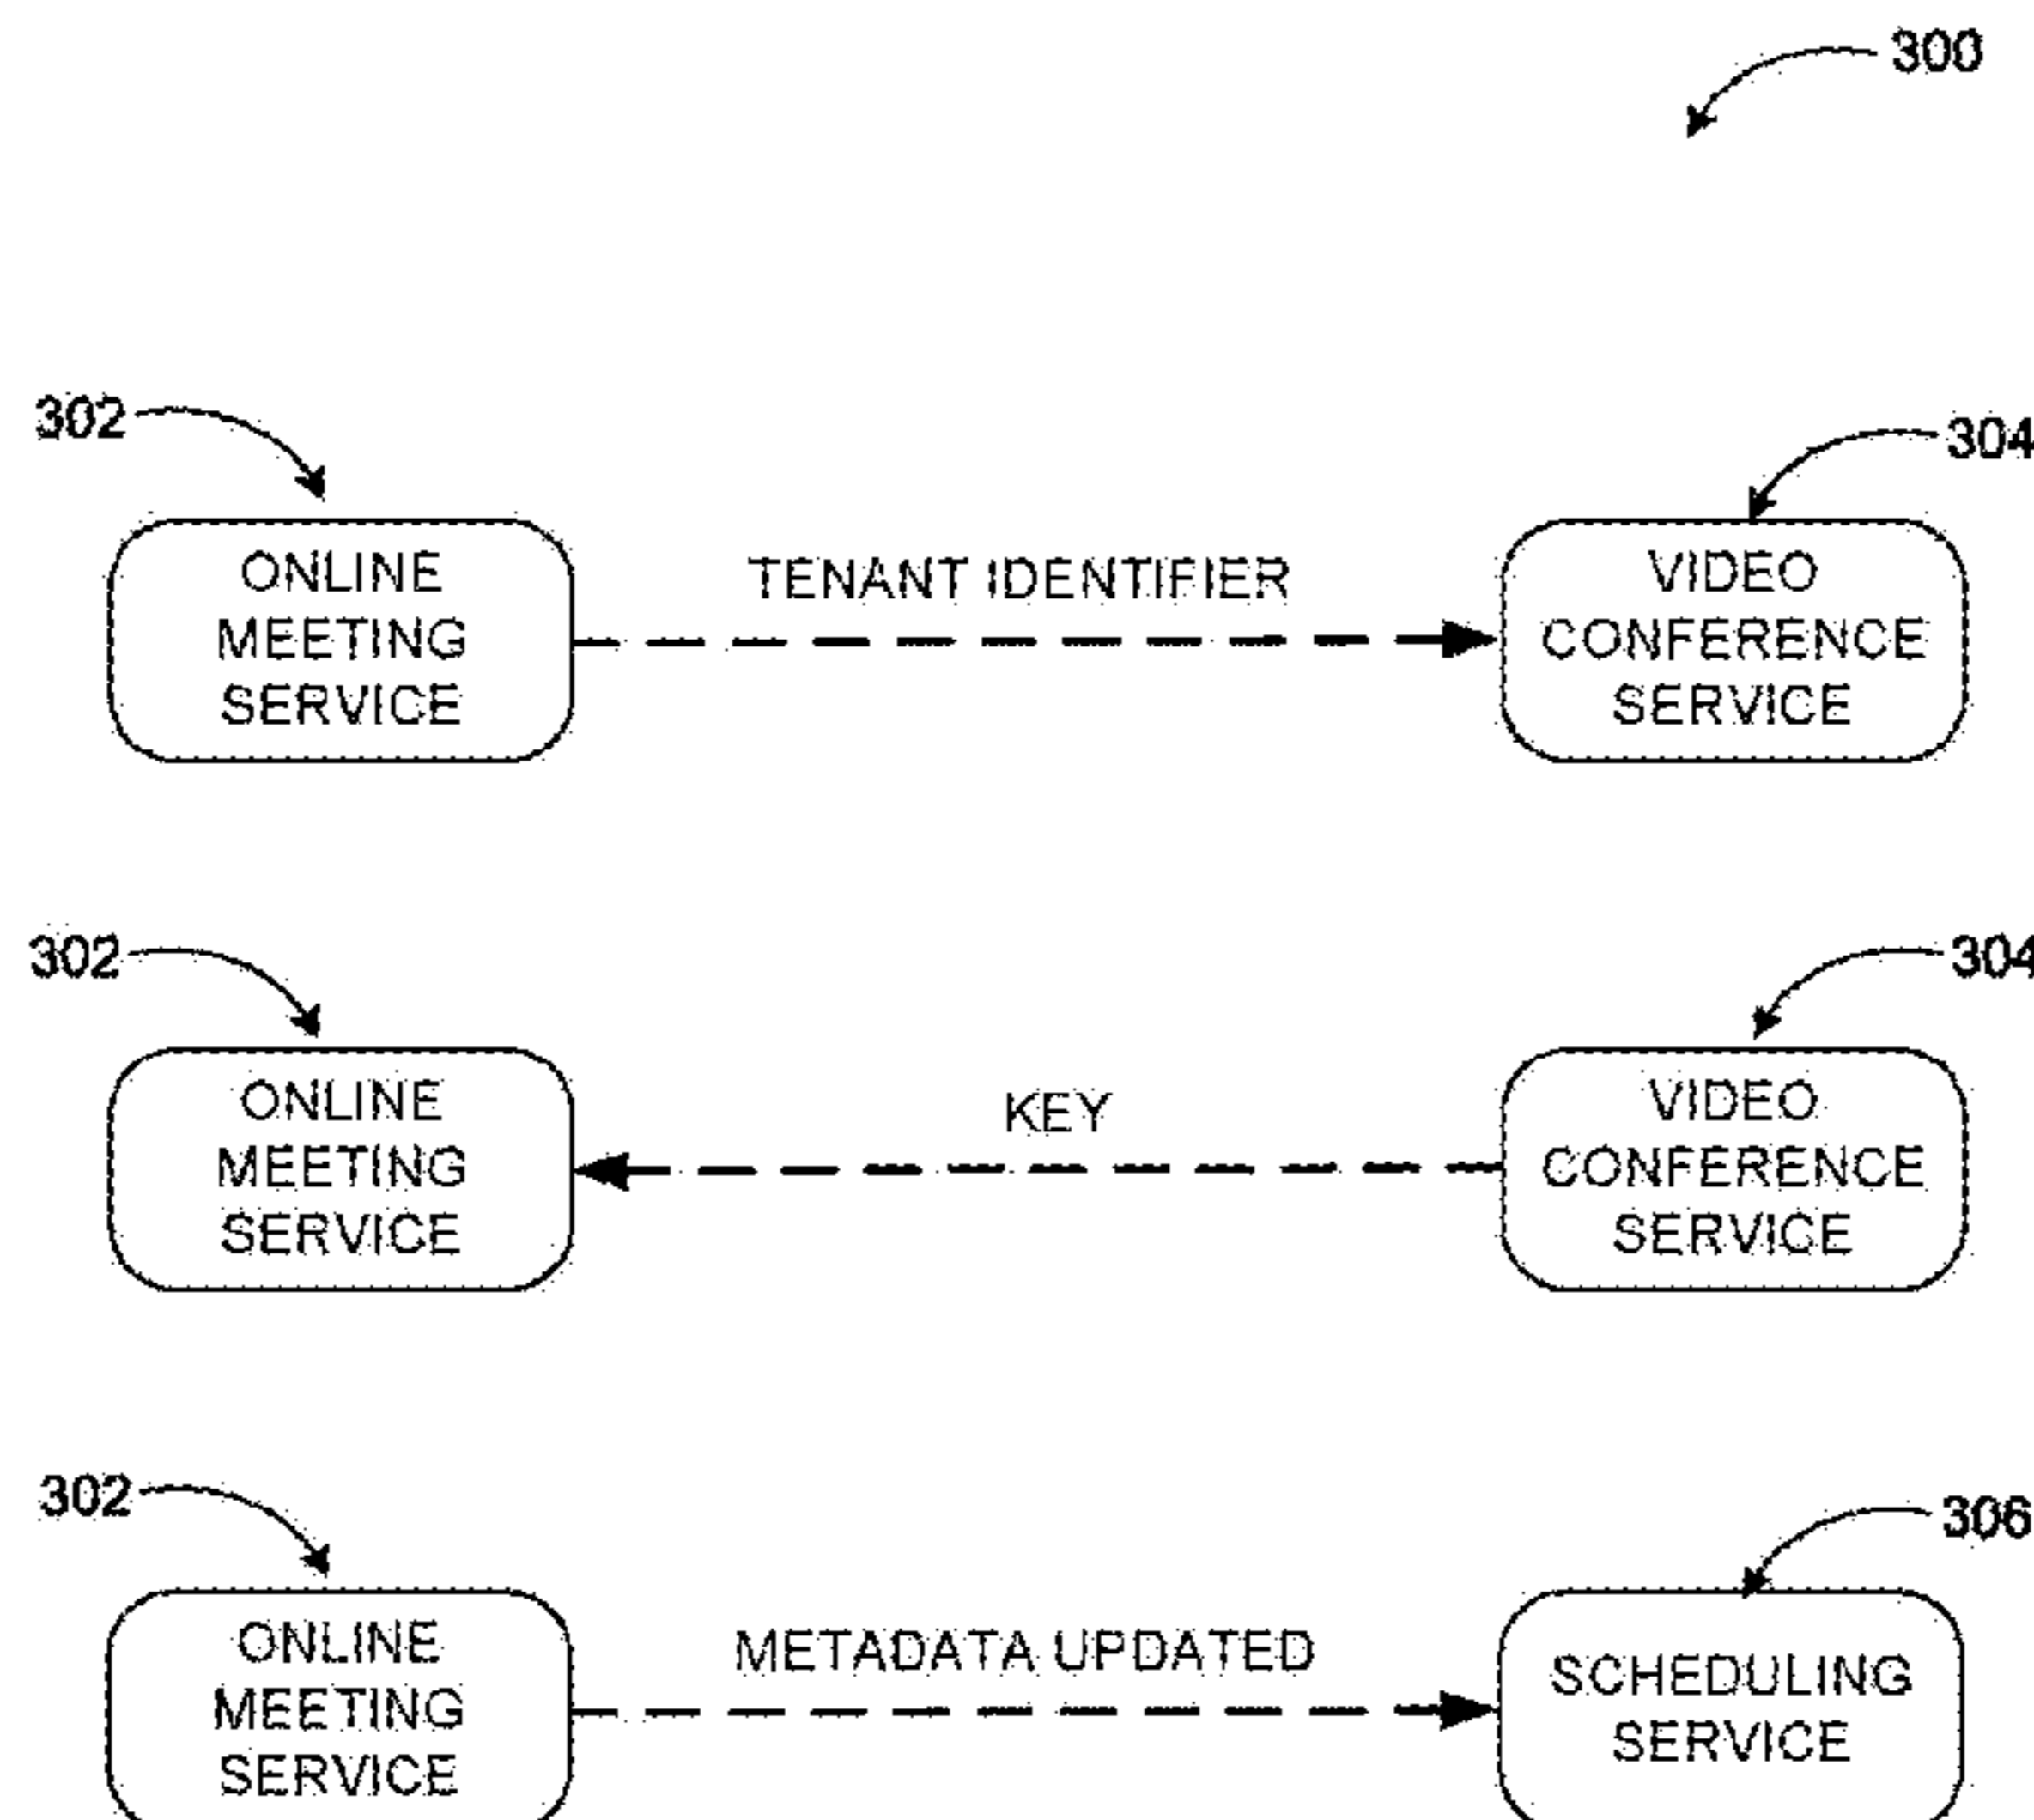 300
302
304
ONLINE
MEETING
SERVICE
TENANT IDENTIFIER
VIDEO
CONFERENCE
SERVICE
302
304
ONLINE
MEETING
SERVICE
KEY
VIDEO
CONFERENCE
SERVICE
302
306
ONLINE
MEETING
SERVICE
METADATA UPDATED
SCHEDULING
SERVICE